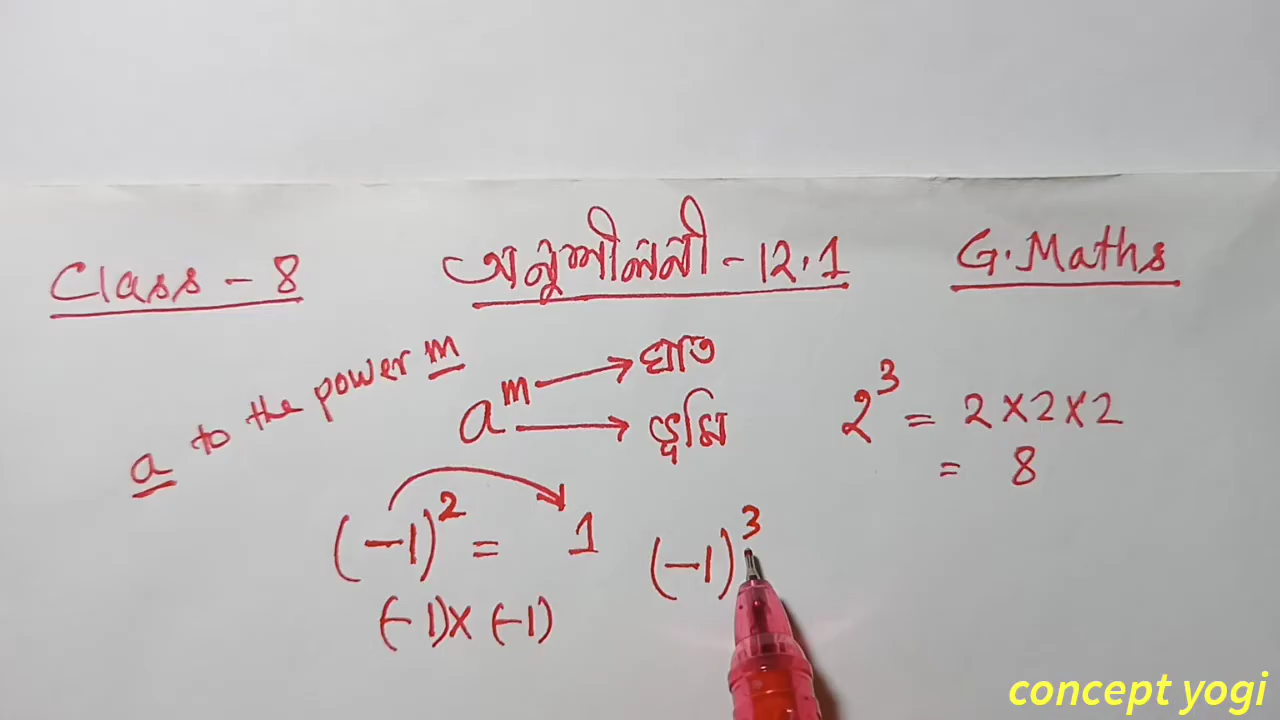 Class - 8 অনুশীলনী - 12.1 G. Maths
a to the power m
a^m → ঘাত
→ ভূমি
2^3 = 2×2×2
= 8
(-1)^2 = 1 (-1)^3
(-1)× (-1)
concept yogi